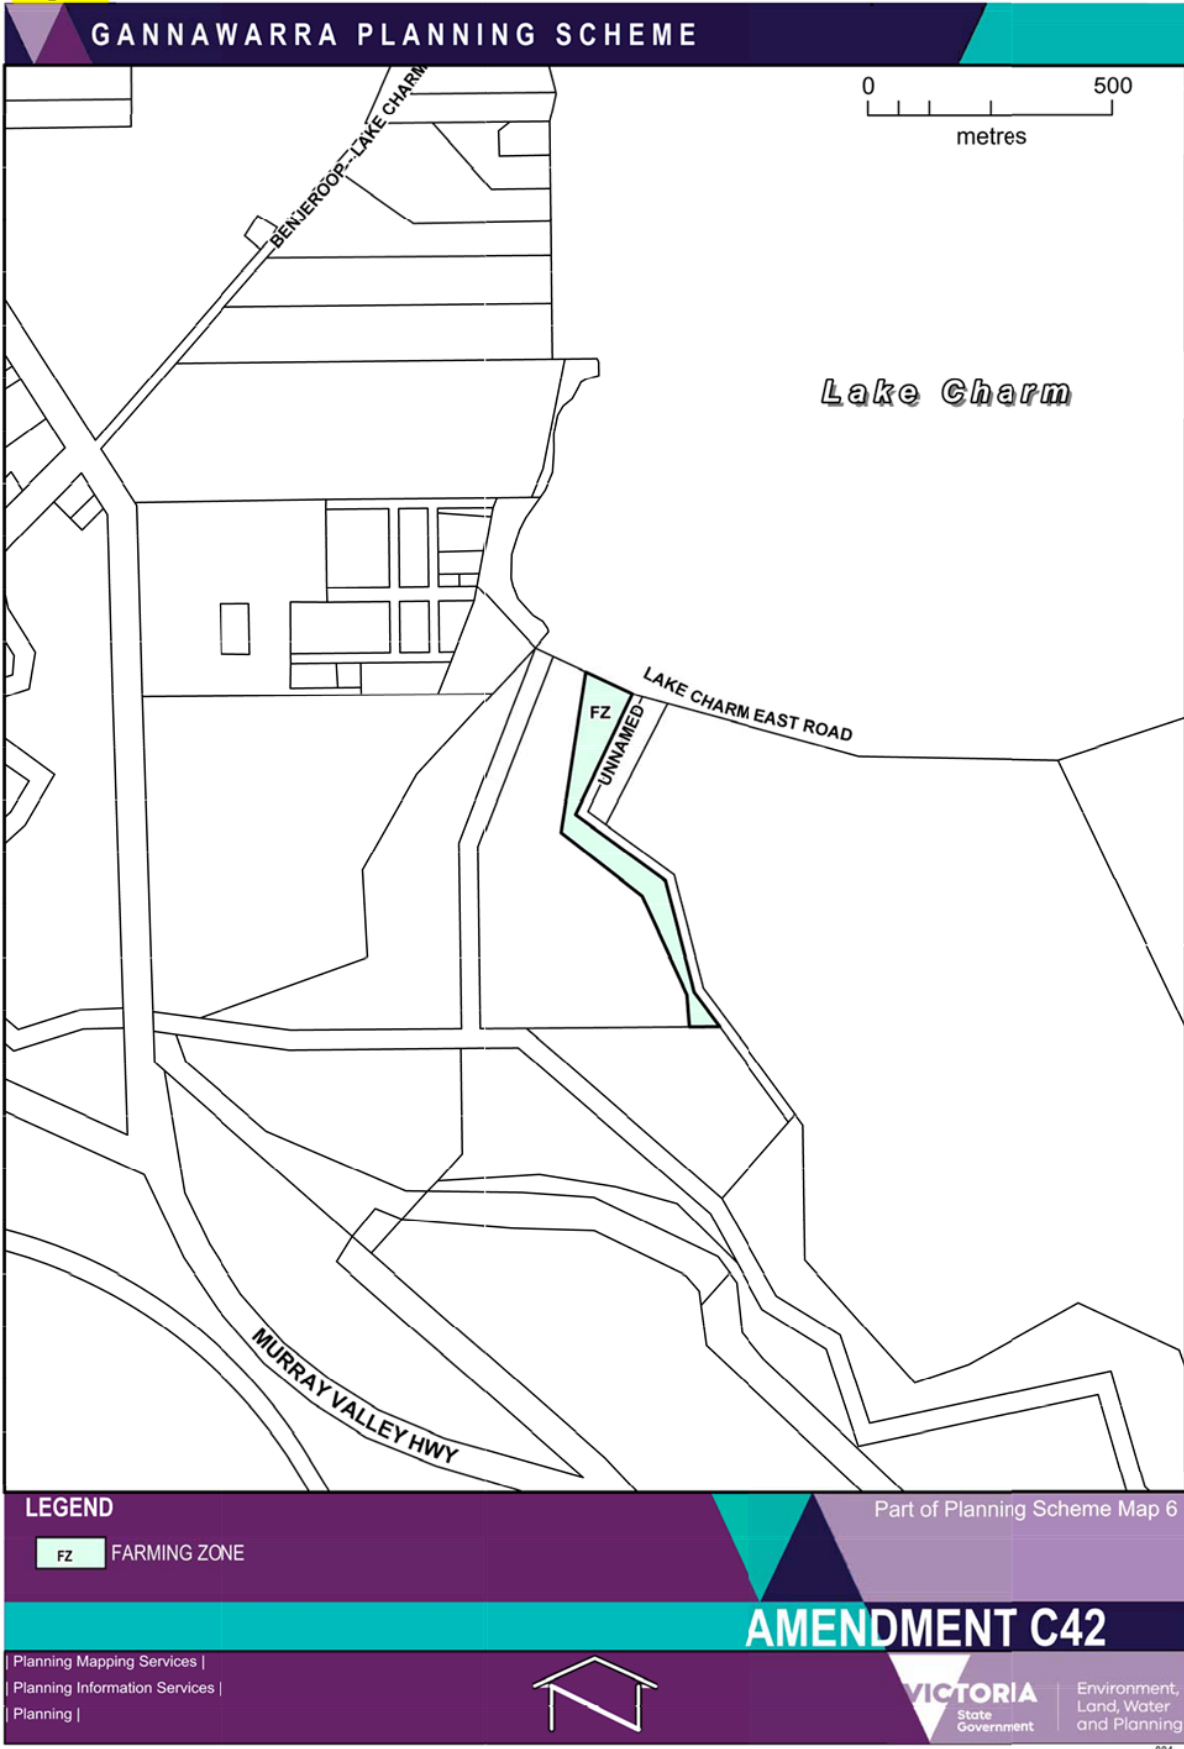 GANNAWARRA PLANNING SCHEME
0 500
metres
BENJEROOP-LAKE CHARM
Lake Charm
LAKE CHARM EAST ROAD
FZ
UNNAMED
MURRAY VALLEY HWY
LEGEND
Part of Planning Scheme Map 6
FZ FARMING ZONE
AMENDMENT C42
| Planning Mapping Services |
| Planning Information Services |
| Planning |
VICTORIA
State
Government
Environment,
Land, Water
and Planning